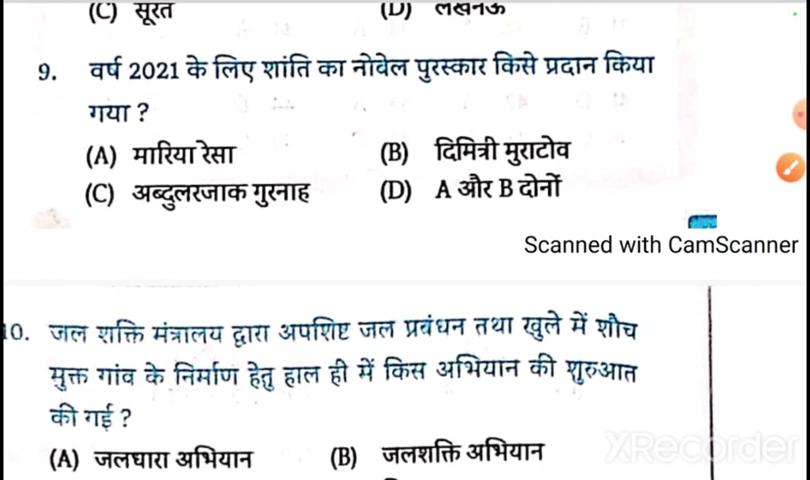 (C) सूरत (D) लखनऊ
9. वर्ष 2021 के लिए शांति का नोवेल पुरस्कार किसे प्रदान किया
गया ?
(A) मारिया रेसा (B) दिमित्री मुराटोव
(C) अब्दुलरजाक गुरनाह (D) A और B दोनों
Scanned with CamScanner
10. जल शक्ति मंत्रालय द्वारा अपशिष्ट जल प्रबंधन तथा खुले में शौच
मुक्त गांव के निर्माण हेतु हाल ही में किस अभियान की शुरुआत
की गई ?
(A) जलधारा अभियान (B) जलशक्ति अभियान
XRecorder